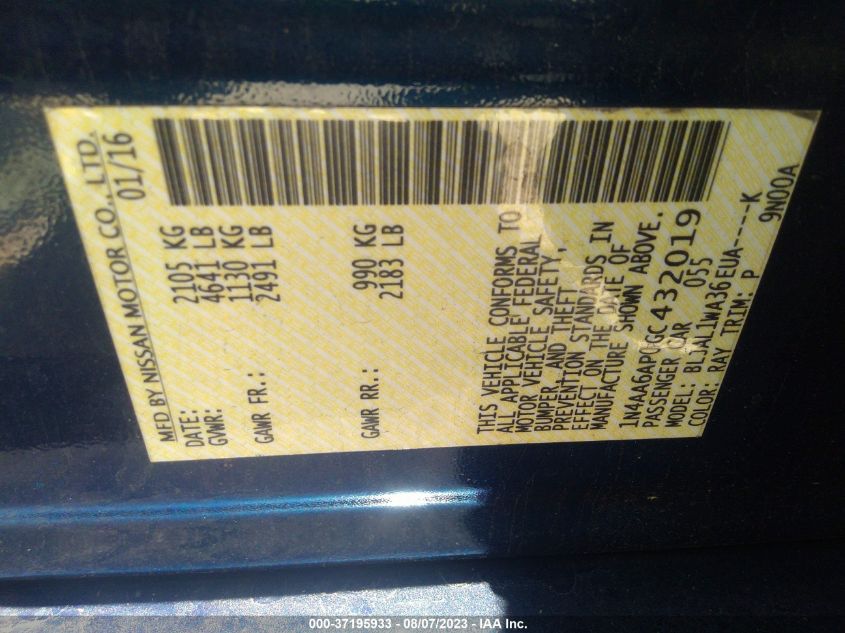 MFD BY NISSAN MOTOR CO., LTD.
DATE: 01/16
GVWR: 2105 KG
4641 LB
GAWR FR.: 1130 KG
2491 LB
GAWR RR.: 990 KG
2183 LB
THIS VEHICLE CONFORMS TO
ALL APPLICABLE FEDERAL
MOTOR VEHICLE SAFETY,
BUMPER, AND THEFT
PREVENTION STANDARDS IN
EFFECT ON THE DATE OF
MANUFACTURE SHOWN ABOVE.
1N4AA6AP0GC432019
PASSENGER CAR 055
MODEL: BLJAL1WA36EUA----K
COLOR: RAY TRIM: P 9N00A
000-37195933 - 08/07/2023 - IAA Inc.